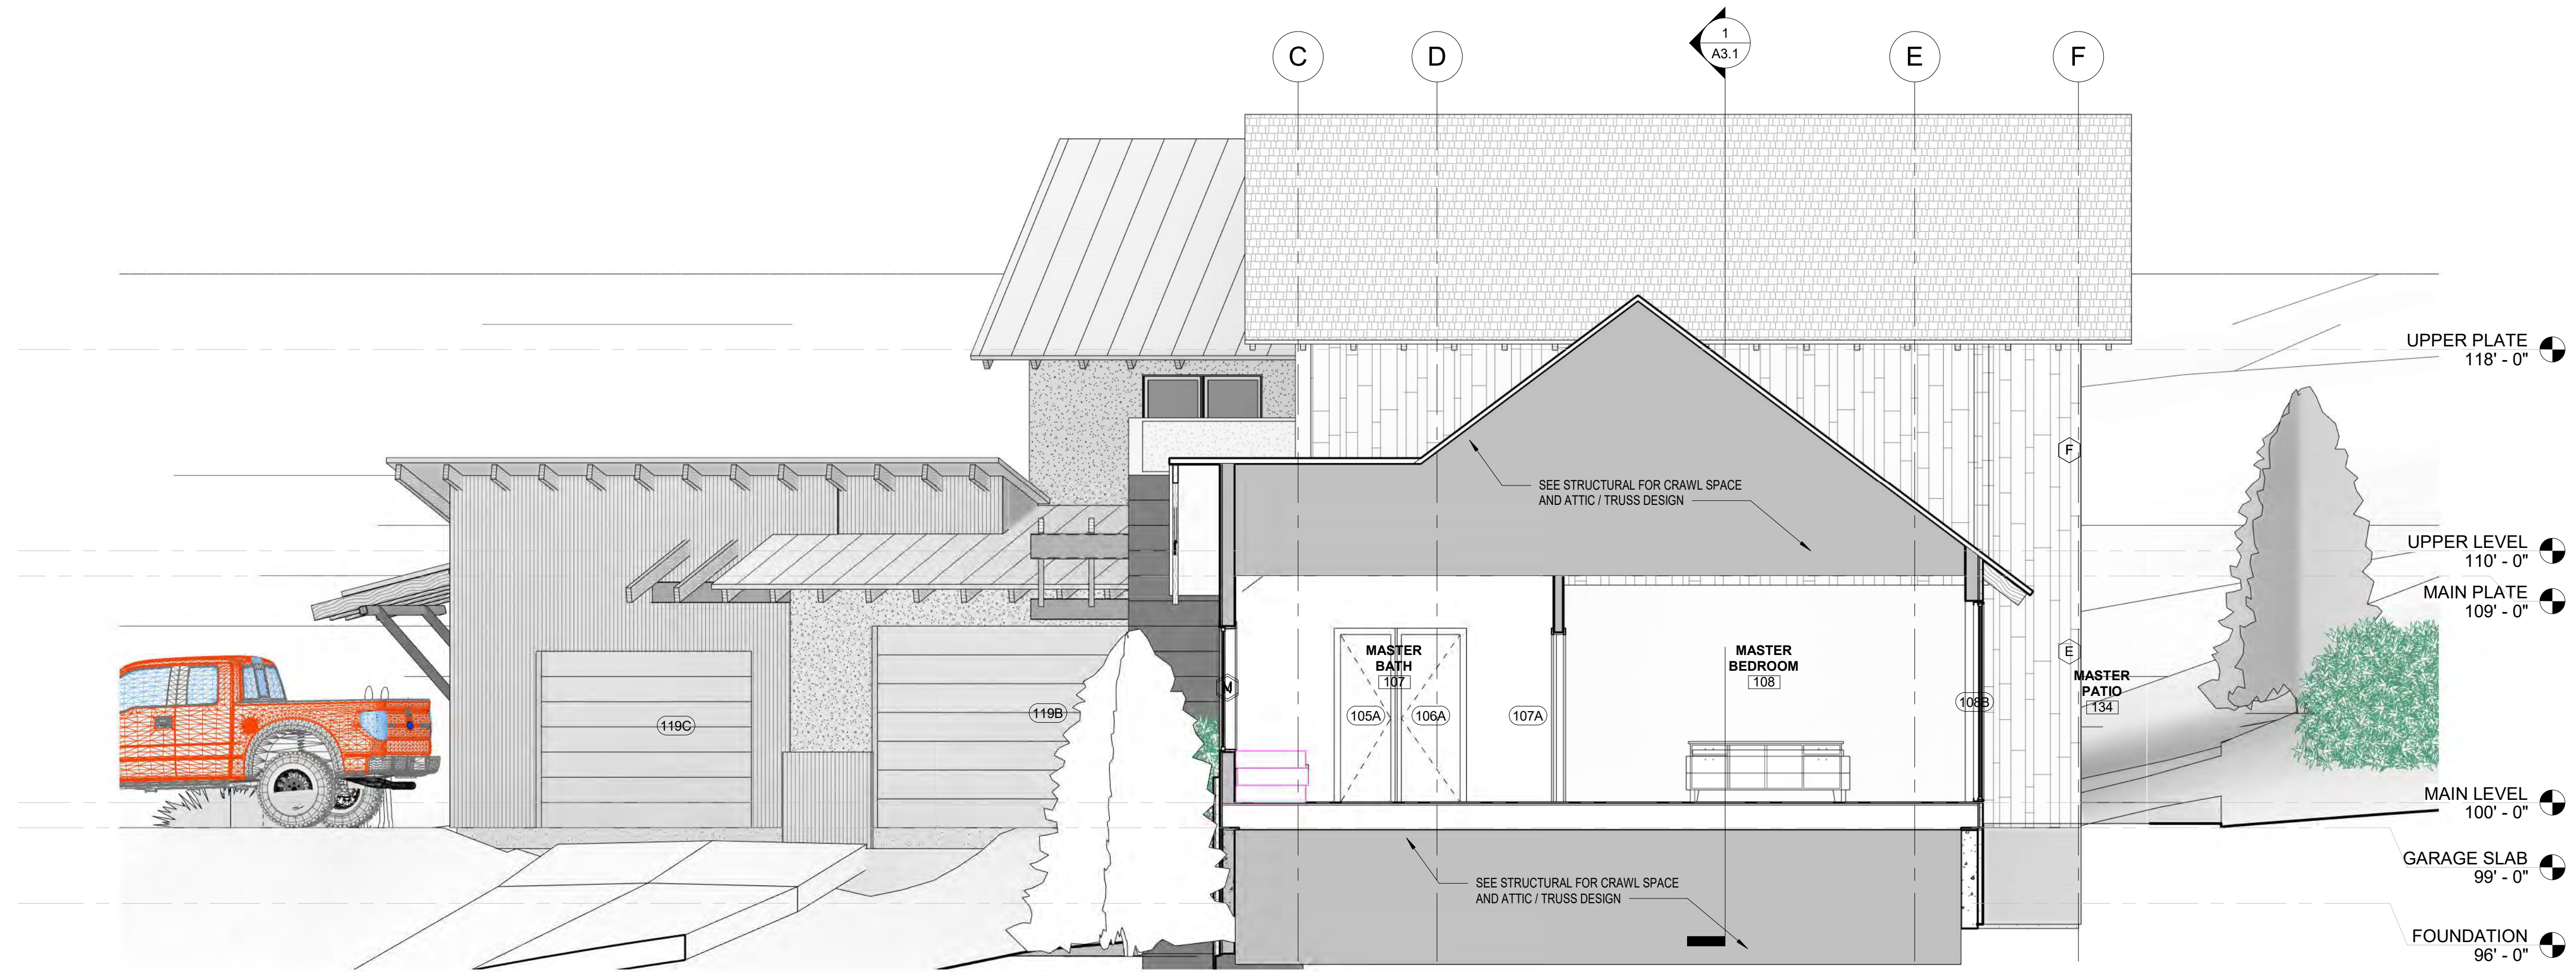 C
D
1
A3.1
E
F
UPPER PLATE
118' - 0"
F
SEE STRUCTURAL FOR CRAWL SPACE
AND ATTIC / TRUSS DESIGN
UPPER LEVEL
110' - 0"
MAIN PLATE
109' - 0"
MASTER
BATH
107
MASTER
BEDROOM
108
E
MASTER
PATIO
134
108B
119C
119B
105A
106A
107A
MAIN LEVEL
100' - 0"
GARAGE SLAB
99' - 0"
SEE STRUCTURAL FOR CRAWL SPACE
AND ATTIC / TRUSS DESIGN
FOUNDATION
96' - 0"